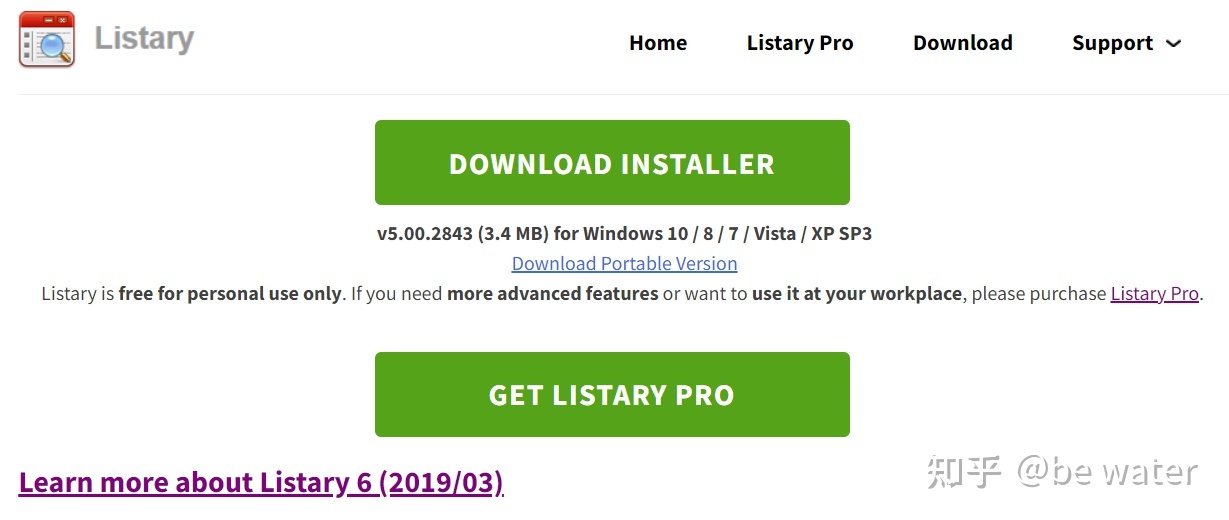 Listary
Home Listary Pro Download Support
DOWNLOAD INSTALLER
v5.00.2843 (3.4 MB) for Windows 10 / 8 / 7 / Vista / XP SP3
Download Portable Version
Listary is free for personal use only. If you need more advanced features or want to use it at your workplace, please purchase Listary Pro.
GET LISTARY PRO
Learn more about Listary 6 (2019/03)
知乎 @be water